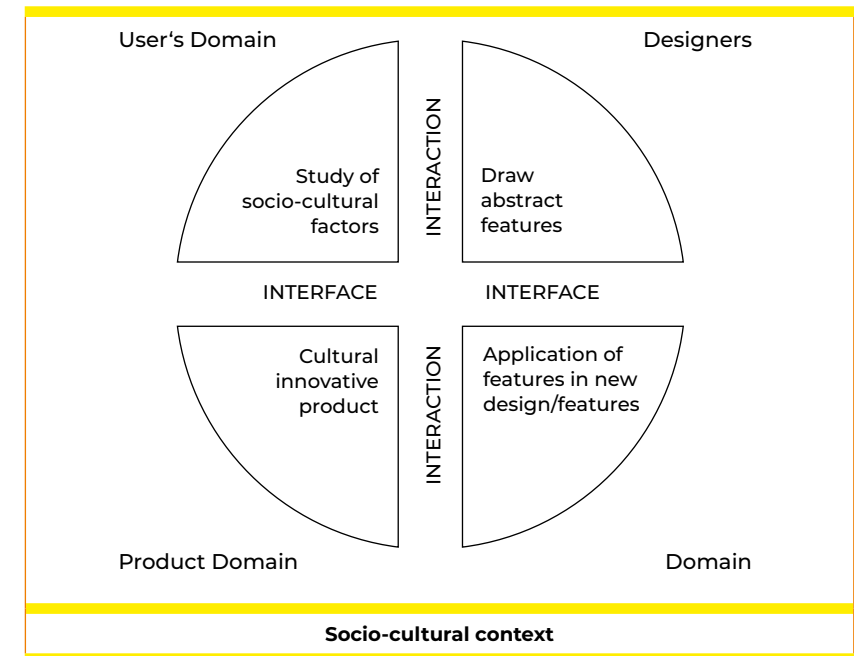 User‘s Domain
Designers
Study of
socio-cultural
factors
INTERACTION
Draw
abstract
features
INTERFACE
INTERFACE
Cultural
innovative
product
INTERACTION
Application of
features in new
design/features
Product Domain
Domain
Socio-cultural context